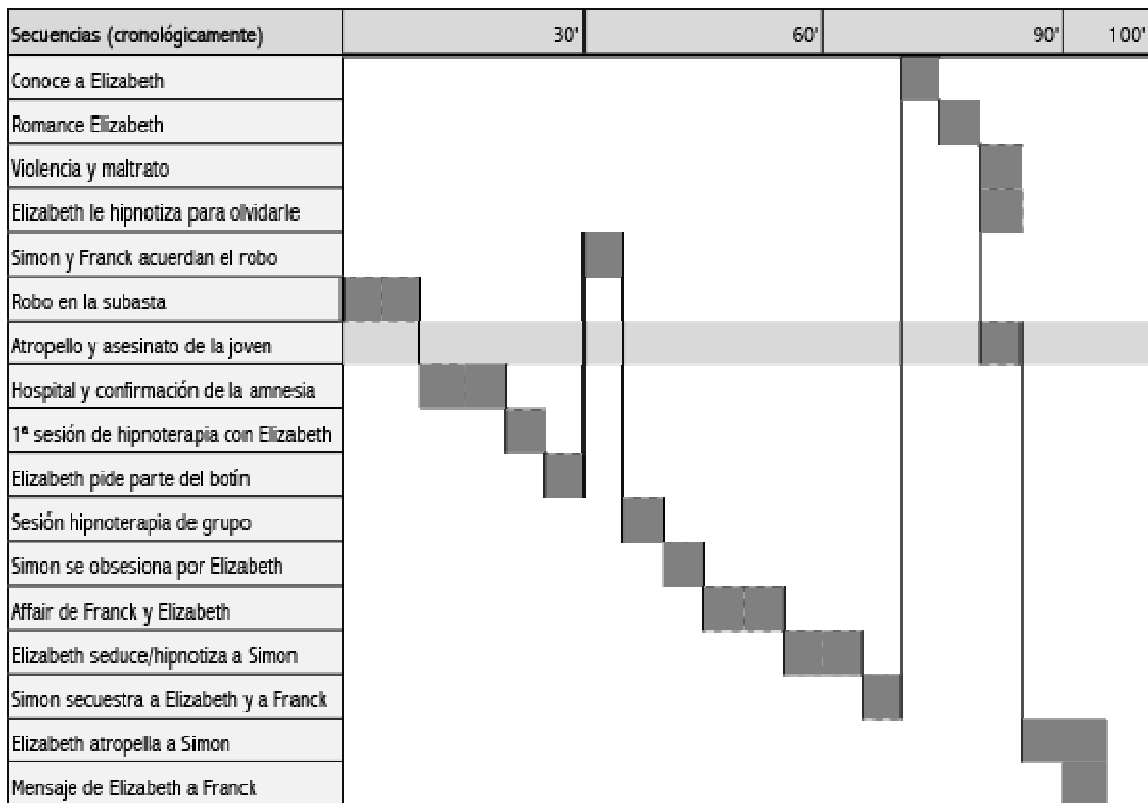 Secuencias (cronológicamente) 30' 60' 90' 100'
Conoce a Elizabeth
Romance Elizabeth
Violencia y maltrato
Elizabeth le hipnotiza para olvidarle
Simon y Franck acuerdan el robo
Robo en la subasta
Atropello y asesinato de la joven
Hospital y confirmación de la amnesia
1ª sesión de hipnoterapia con Elizabeth
Elizabeth pide parte del botín
Sesión hipnoterapia de grupo
Simon se obsesiona por Elizabeth
Affair de Franck y Elizabeth
Elizabeth seduce/hipnotiza a Simon
Simon secuestra a Elizabeth y a Franck
Elizabeth atropella a Simon
Mensaje de Elizabeth a Franck